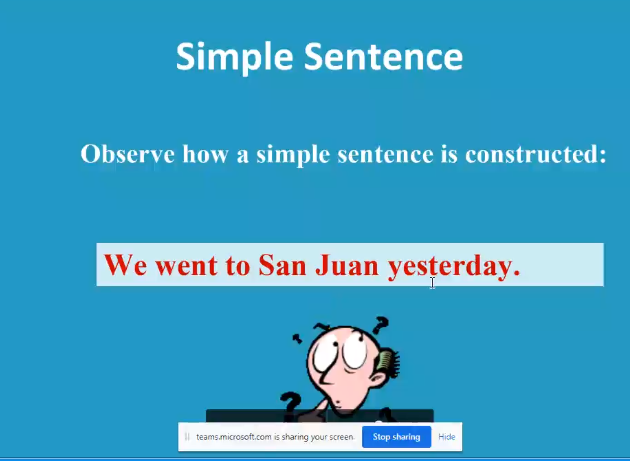 Simple Sentence
Observe how a simple sentence is constructed:
We went to San Juan yesterday.
teams.microsoft.com is sharing your screen. Stop sharing Hide